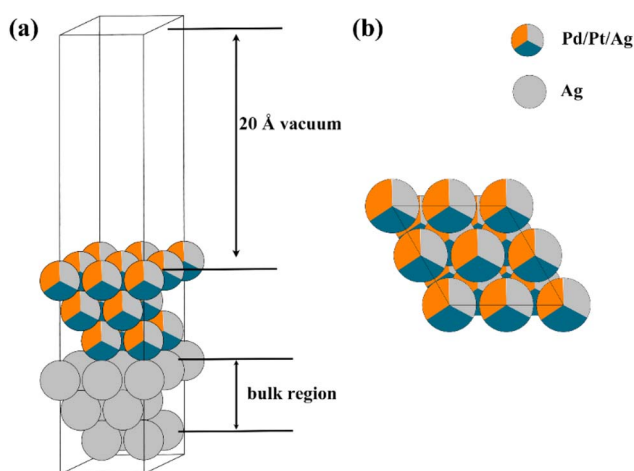 (a)
20 Å vacuum
bulk region
(b)
Pd/Pt/Ag
Ag